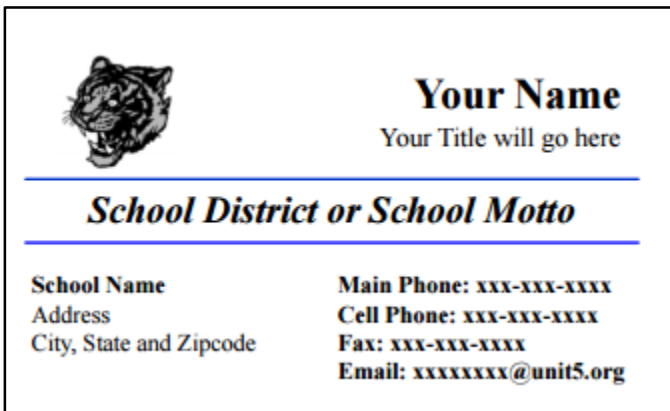 Your Name
Your Title will go here
School District or School Motto
School Name
Address
City, State and Zipcode
Main Phone: xxx-xxx-xxxx
Cell Phone: xxx-xxx-xxxx
Fax: xxx-xxx-xxxx
Email: xxxxxxxx@unit5.org